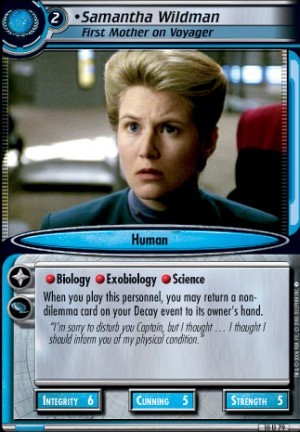 2 •Samantha Wildman
First Mother on Voyager
Human
Biology Exobiology Science
When you play this personnel, you may return a non-
dilemma card on your Decay event to its owner's hand.
"I'm sorry to disturb you Captain, but I thought ... I thought I
should inform you of my physical condition."
INTEGRITY 6 CUNNING 5 STRENGTH 5